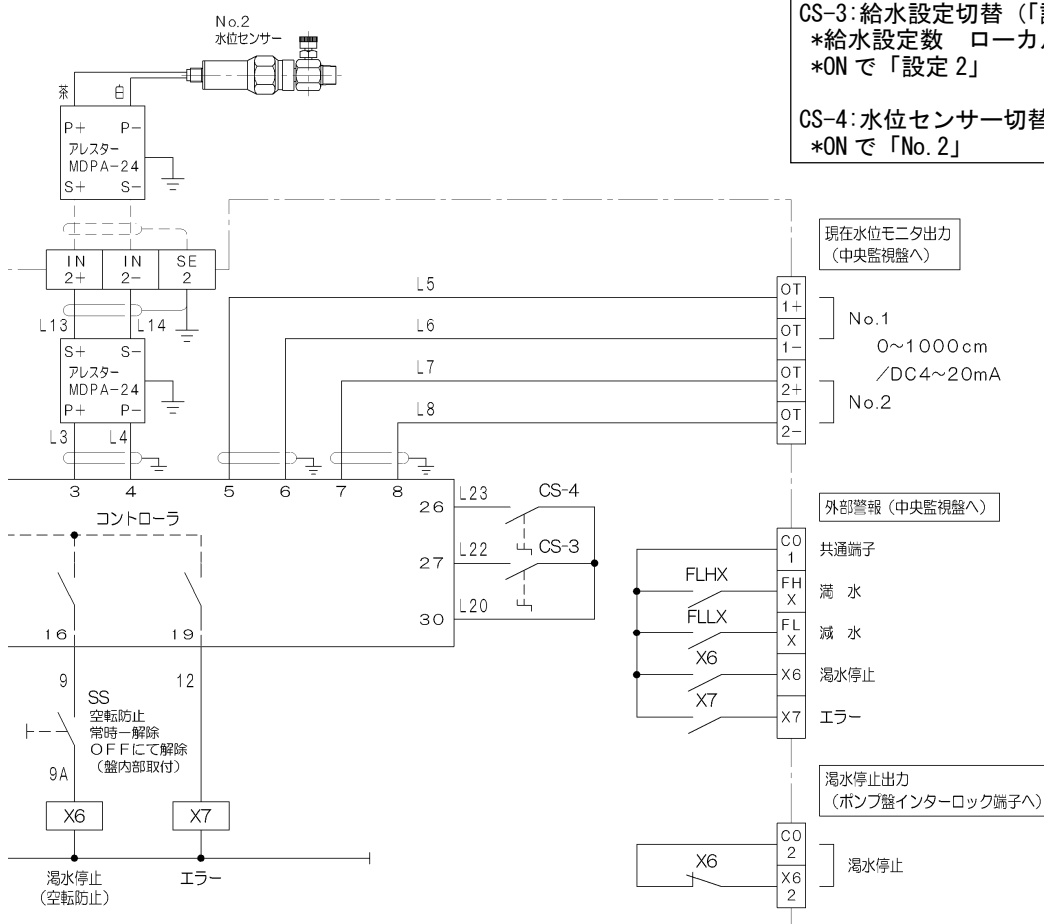 CS-3:給水設定切替（「
*給水設定数　ローカ
*ONで「設定2」
CS-4:水位センサー切替
*ONで「No.2」
No.2
水位センサー
茶 白
P+ P-
アレスター
MDPA-24
S+ S-
IN 2+ IN 2- SE 2
L13 L14
S+ S-
アレスター
MDPA-24
P+ P-
L3 L4
L5
L6
L7
L8
現在水位モニタ出力
（中央監視盤へ）
OT 1+
OT 1-
OT 2+
OT 2-
No.1
0~1000cm
/DC4~20mA
No.2
3 4 5 6 7 8
コントローラ
26 L23 CS-4
27 L22 CS-3
30 L20
16 19
9 12
SS
空転防止
常時一解除
OFFにて解除
（盤内部取付）
9A
X6 X7
渇水停止
（空転防止）
エラー
外部警報（中央監視盤へ）
CO 1 共通端子
FLHX FH X 満 水
FLLX FL X 減 水
X6 X6 渇水停止
X7 X7 エラー
渇水停止出力
（ポンプ盤インターロック端子へ）
CO 2
X6 X6 2
渇水停止